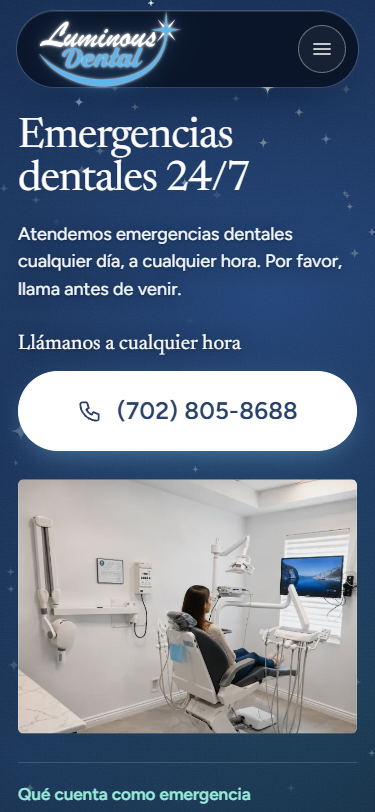 Luminous
Dental
Emergencias
dentales 24/7
Atendemos emergencias dentales
cualquier día, a cualquier hora. Por favor,
llama antes de venir.
Llámanos a cualquier hora
(702) 805-8688
Qué cuenta como emergencia